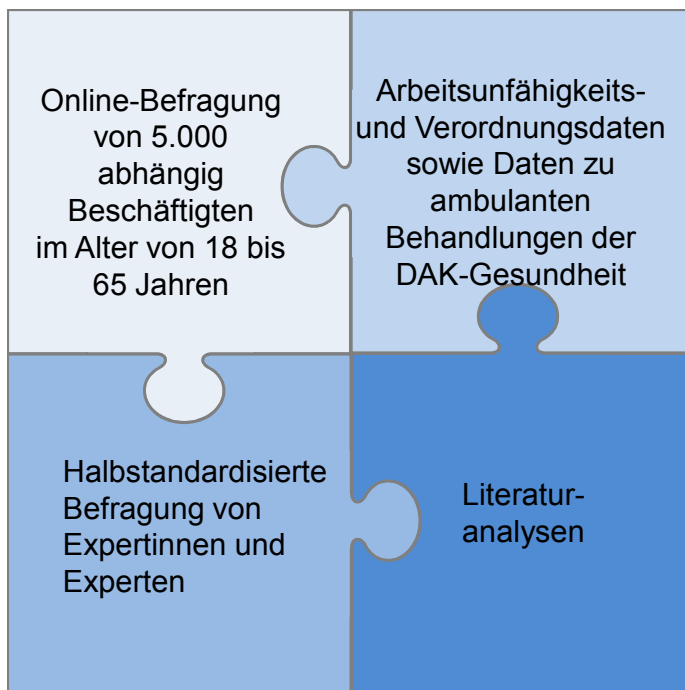 Online-Befragung
von 5.000
abhängig
Beschäftigten
im Alter von 18 bis
65 Jahren
Arbeitsunfähigkeits-
und Verordnungsdaten
sowie Daten zu
ambulanten
Behandlungen der
DAK-Gesundheit
Halbstandardisierte
Befragung von
Expertinnen und
Experten
Literatur-
analysen